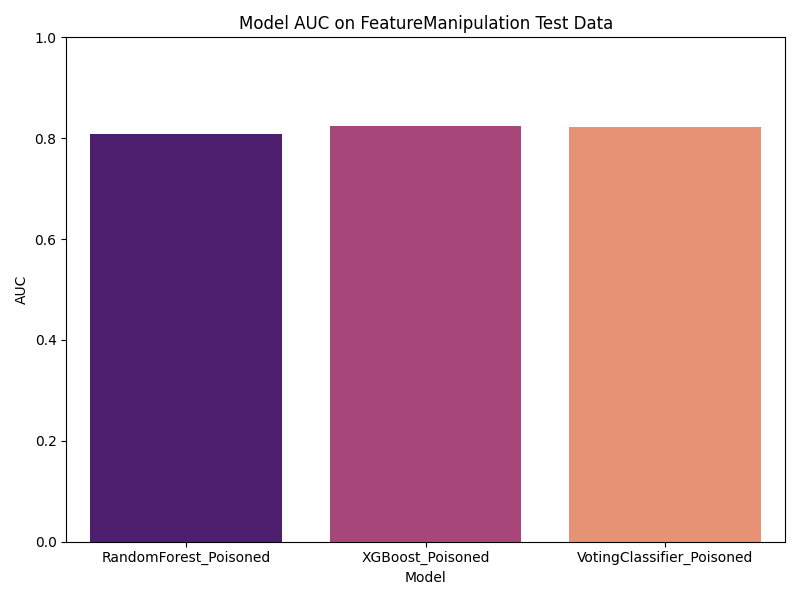 Model AUC on FeatureManipulation Test Data
1.0
0.8
0.6
0.4
0.2
0.0
AUC
RandomForest_Poisoned XGBoost_Poisoned VotingClassifier_Poisoned
Model